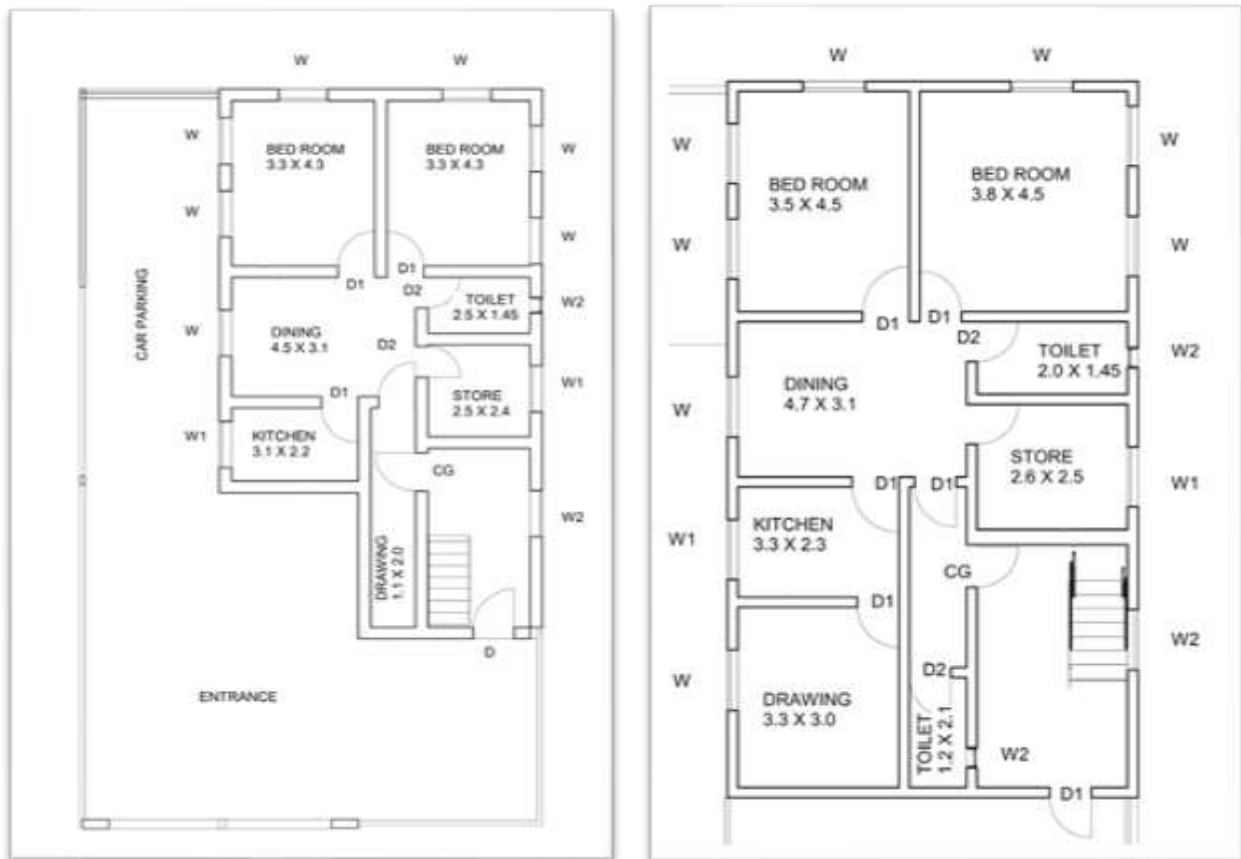 W W
W
BED ROOM
3.3 X 4.3
BED ROOM
3.3 X 4.3
W
W
W
CAR PARKING
D1
D1
D2
TOILET
2.5 X 1.45
W2
W
DINING
4.5 X 3.1
D2
D1
STORE
2.5 X 2.4
W1
W1
KITCHEN
3.1 X 2.2
CG
W2
DRAWING
1.1 X 2.0
D
ENTRANCE
W W
W
BED ROOM
3.5 X 4.5
BED ROOM
3.8 X 4.5
W
W
W
D1
D1
D2
TOILET
2.0 X 1.45
W2
W
DINING
4.7 X 3.1
STORE
2.6 X 2.5
W1
D1
D1
W1
KITCHEN
3.3 X 2.3
CG
D1
W2
W
DRAWING
3.3 X 3.0
D2
TOILET
1.2 X 2.1
W2
D1